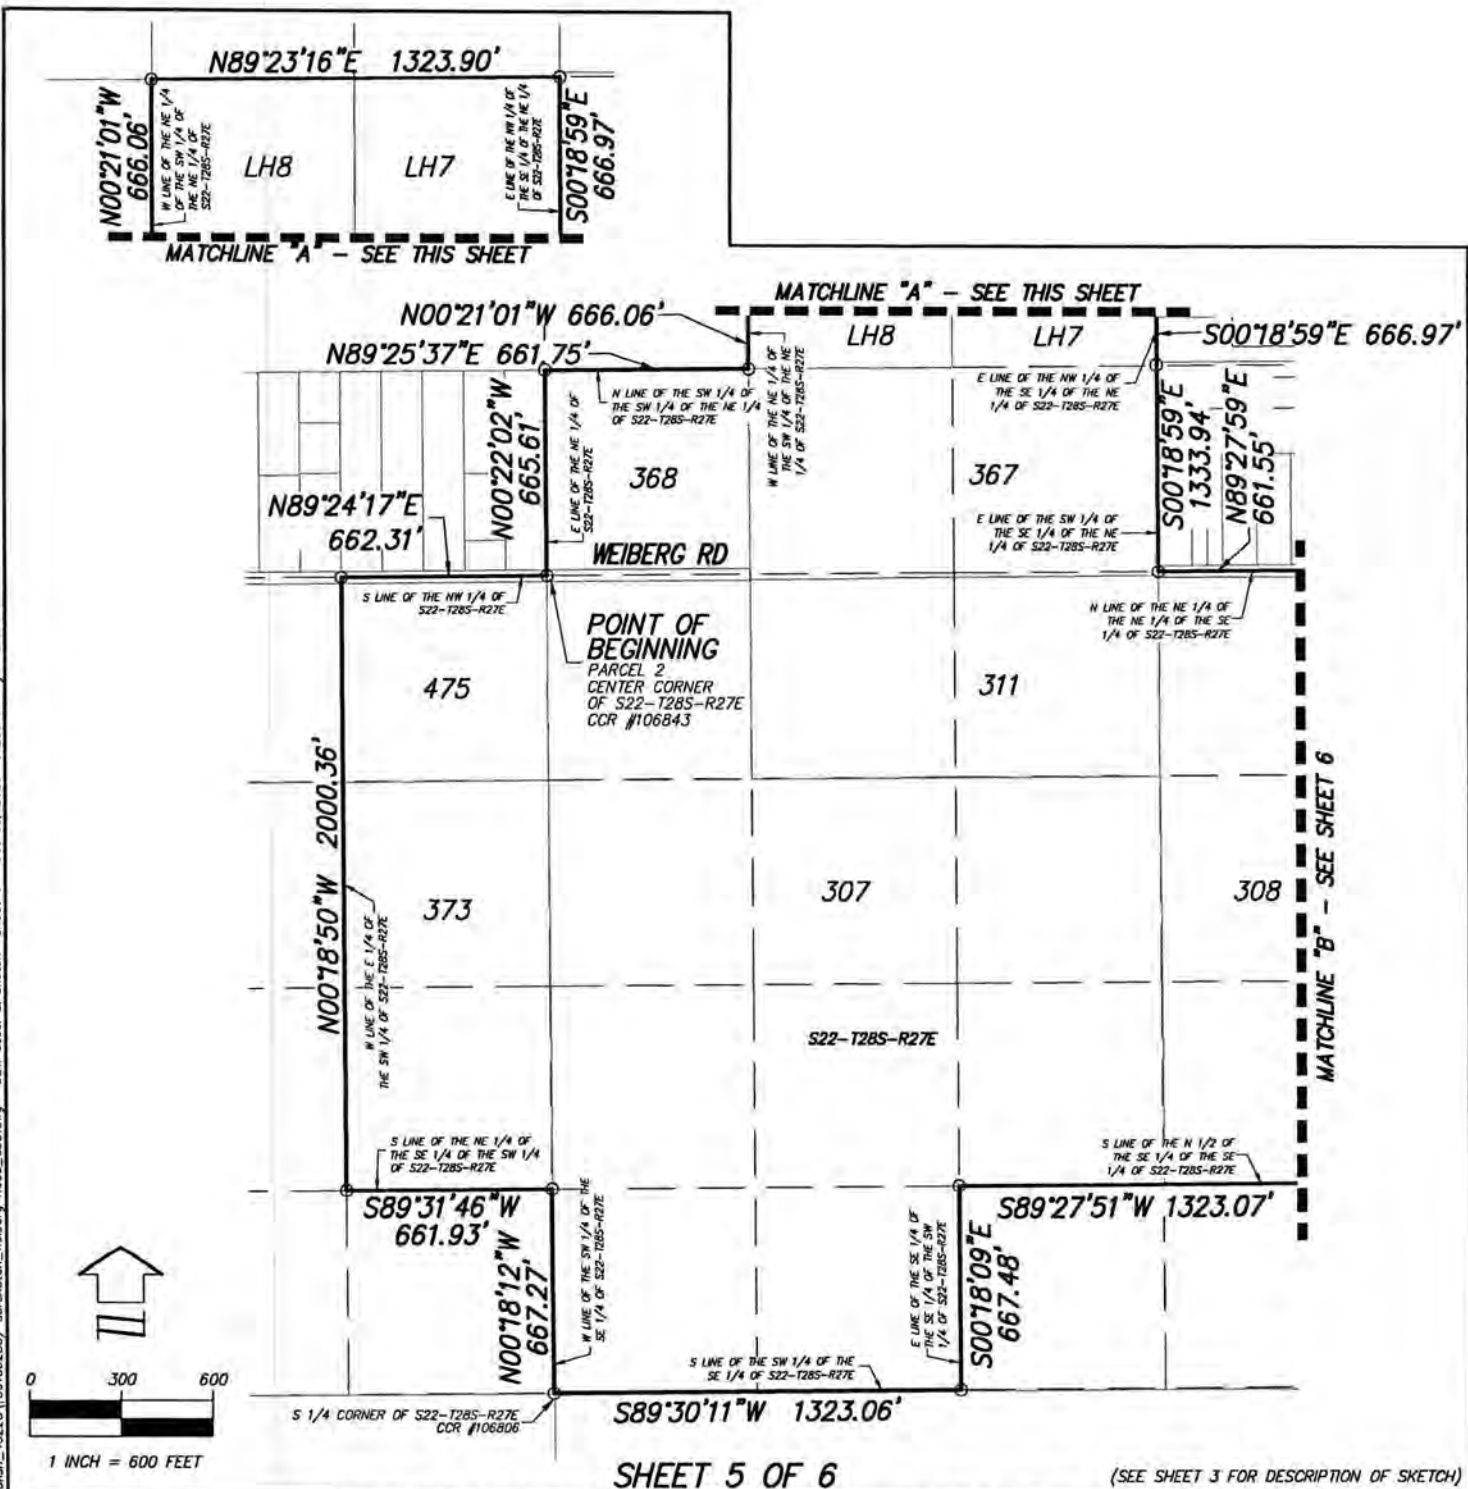 N89°23'16"E 1323.90'
N00°21'01"W
666.06'
W LINE OF THE NE 1/4
OF THE SW 1/4 OF
THE NE 1/4 OF
S22-T28S-R27E
LH8
LH7
E LINE OF THE NW 1/4 OF
THE SE 1/4 OF THE NE 1/4
OF S22-T28S-R27E
S00°18'59"E
666.97'
MATCHLINE "A" - SEE THIS SHEET
MATCHLINE "A" - SEE THIS SHEET
N00°21'01"W 666.06'
LH8
LH7
S00°18'59"E 666.97'
N89°25'37"E 661.75'
N LINE OF THE SW 1/4 OF
THE SW 1/4 OF THE NE 1/4
OF S22-T28S-R27E
E LINE OF THE NW 1/4 OF
THE SE 1/4 OF THE NE
1/4 OF S22-T28S-R27E
N00°22'02"W
665.61'
E LINE OF THE NE 1/4 OF
S22-T28S-R27E
W LINE OF THE NE 1/4 OF
THE SW 1/4 OF THE NE
1/4 OF S22-T28S-R27E
S00°18'59"E
1333.94'
N89°27'59"E
661.55'
368
367
N89°24'17"E
662.31'
E LINE OF THE SW 1/4 OF
THE SE 1/4 OF THE NE
1/4 OF S22-T28S-R27E
WEIBERG RD
S LINE OF THE NW 1/4 OF
S22-T28S-R27E
N LINE OF THE NE 1/4 OF
THE NE 1/4 OF THE SE
1/4 OF S22-T28S-R27E
POINT OF
BEGINNING
PARCEL 2
CENTER CORNER
OF S22-T28S-R27E
CCR #106843
475
311
N00°18'50"W 2000.36'
W LINE OF THE E 1/4 OF
THE SW 1/4 OF S22-T28S-R27E
373
307
308
MATCHLINE "B" - SEE SHEET 6
S22-T28S-R27E
S LINE OF THE NE 1/4 OF
THE SE 1/4 OF THE SW 1/4
OF S22-T28S-R27E
S LINE OF THE N 1/2 OF
THE SE 1/4 OF THE SE
1/4 OF S22-T28S-R27E
S89°31'46"W
661.93'
S89°27'51"W 1323.07'
N00°18'12"W
667.27'
W LINE OF THE SW 1/4 OF THE
SE 1/4 OF S22-T28S-R27E
E LINE OF THE SE 1/4 OF
THE SE 1/4 OF THE SW
1/4 OF S22-T28S-R27E
S00°18'09"E
667.48'
S LINE OF THE SW 1/4 OF THE
SE 1/4 OF S22-T28S-R27E
0 300 600
1 INCH = 600 FEET
S 1/4 CORNER OF S22-T28S-R27E
CCR #106806
S89°30'11"W 1323.06'
SHEET 5 OF 6
(SEE SHEET 3 FOR DESCRIPTION OF SKETCH)